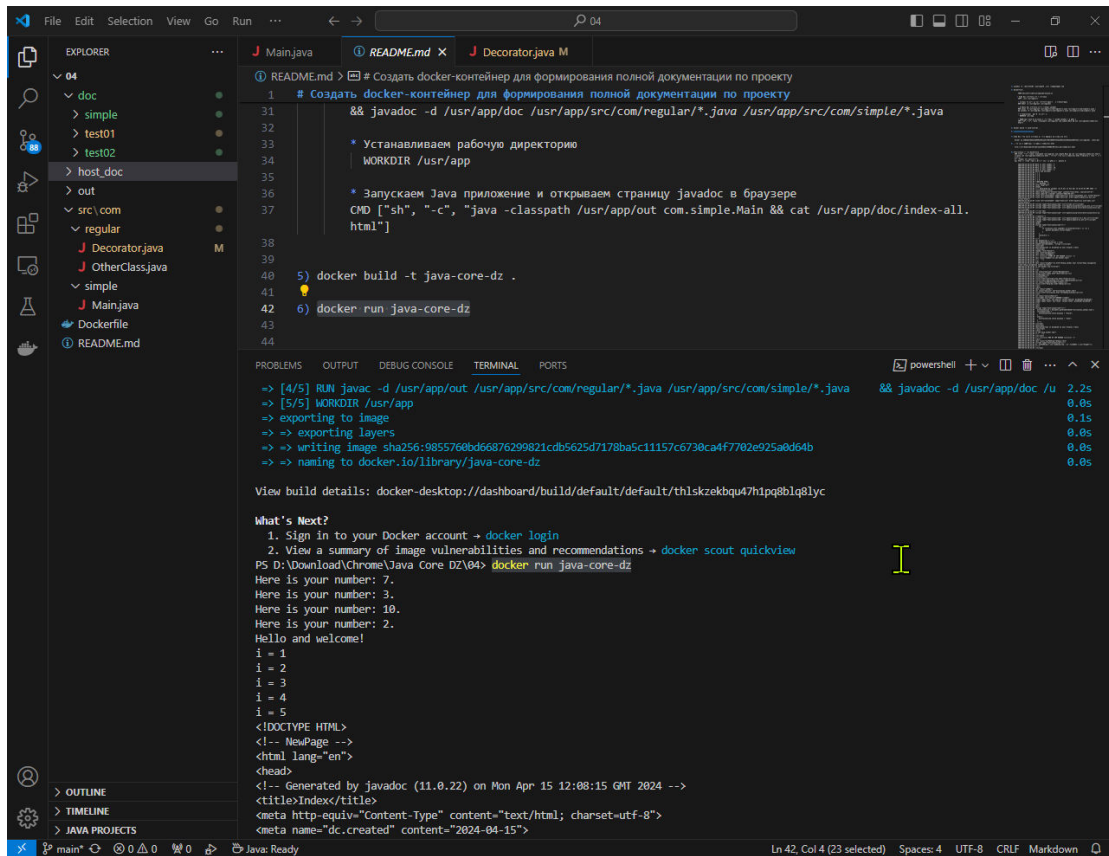 File Edit Selection View Go Run ··· 04
EXPLORER ···
04
doc
simple
test01
test02
host_doc
out
src\com
regular
Decorator.java M
OtherClass.java
simple
Main.java
Dockerfile
README.md
OUTLINE
TIMELINE
JAVA PROJECTS
88
Main.java README.md Decorator.java M
README.md > # Создать docker-контейнер для формирования полной документации по проекту
1 # Создать docker-контейнер для формирования полной документации по проекту
31 && javadoc -d /usr/app/doc /usr/app/src/com/regular/*.java /usr/app/src/com/simple/*.java
32
33 * Устанавливаем рабочую директорию
34 WORKDIR /usr/app
35
36 * Запускаем Java приложение и открываем страницу javadoc в браузере
37 CMD ["sh", "-c", "java -classpath /usr/app/out com.simple.Main && cat /usr/app/doc/index-all.
html"]
38
39
40 5) docker build -t java-core-dz .
41
42 6) docker run java-core-dz
43
44
PROBLEMS OUTPUT DEBUG CONSOLE TERMINAL PORTS powershell
=> [4/5] RUN javac -d /usr/app/out /usr/app/src/com/regular/*.java /usr/app/src/com/simple/*.java && javadoc -d /usr/app/doc /u 2.2s
=> [5/5] WORKDIR /usr/app 0.0s
=> exporting to image 0.1s
=> => exporting layers 0.0s
=> => writing image sha256:9855760bd66876299821cdb5625d7178ba5c11157c6730ca4f7702e925a0d64b 0.0s
=> => naming to docker.io/library/java-core-dz 0.0s
View build details: docker-desktop://dashboard/build/default/default/thlskzekbqu47h1pq8blq8lyc
What's Next?
1. Sign in to your Docker account → docker login
2. View a summary of image vulnerabilities and recommendations → docker scout quickview
PS D:\Download\Chrome\Java Core DZ\04> docker run java-core-dz
Here is your number: 7.
Here is your number: 3.
Here is your number: 10.
Here is your number: 2.
Hello and welcome!
i = 1
i = 2
i = 3
i = 4
i = 5
<!DOCTYPE HTML>
<!-- NewPage -->
<html lang="en">
<head>
<!-- Generated by javadoc (11.0.22) on Mon Apr 15 12:08:15 GMT 2024 -->
<title>Index</title>
<meta http-equiv="Content-Type" content="text/html; charset=utf-8">
<meta name="dc.created" content="2024-04-15">
main* 0 0 0 Java: Ready Ln 42, Col 4 (23 selected) Spaces: 4 UTF-8 CRLF Markdown